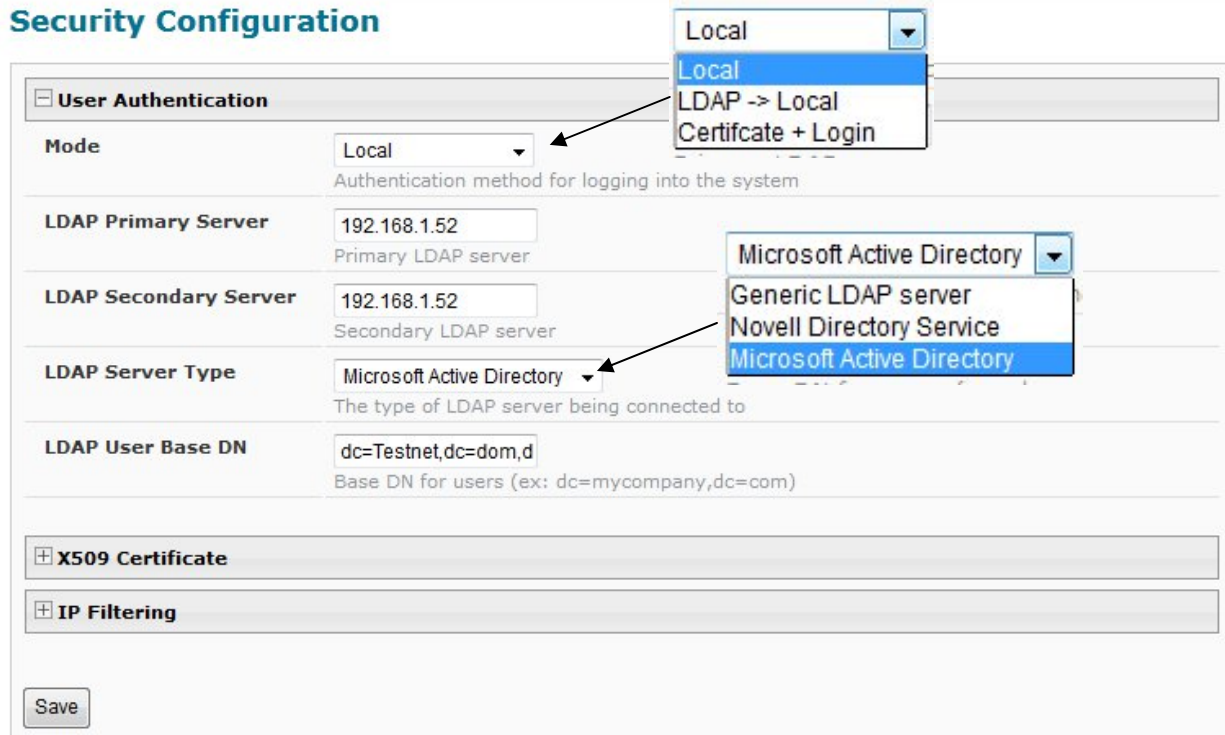 Security Configuration
Local
Local
LDAP -> Local
Certifcate + Login
User Authentication
Mode
Local
Authentication method for logging into the system
LDAP Primary Server
192.168.1.52
Primary LDAP server
LDAP Secondary Server
192.168.1.52
Secondary LDAP server
Microsoft Active Directory
Generic LDAP server
Novell Directory Service
Microsoft Active Directory
LDAP Server Type
Microsoft Active Directory
The type of LDAP server being connected to
LDAP User Base DN
dc=Testnet,dc=dom,d
Base DN for users (ex: dc=mycompany,dc=com)
X509 Certificate
IP Filtering
Save